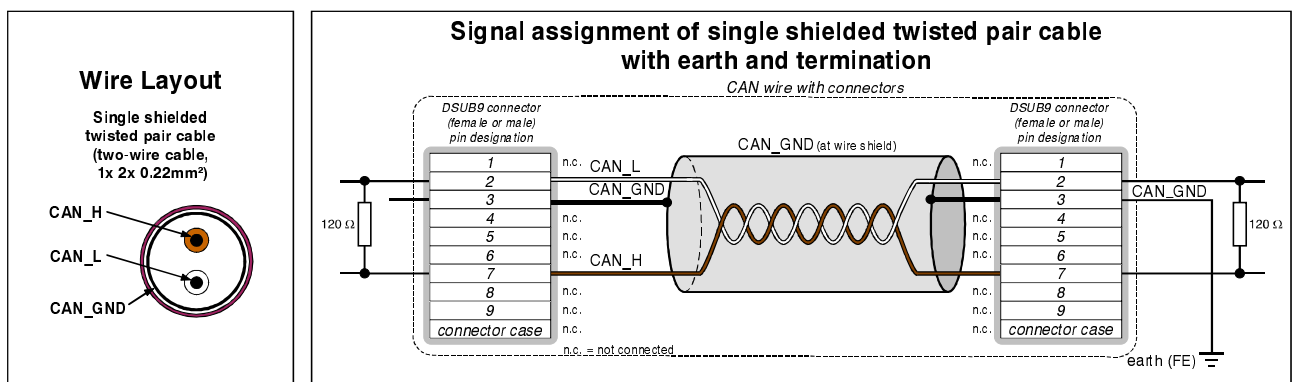 Wire Layout
Single shielded
twisted pair cable
(two-wire cable,
1x 2x 0.22mm²)
CAN_H
CAN_L
CAN_GND
Signal assignment of single shielded twisted pair cable
with earth and termination
CAN wire with connectors
DSUB9 connector
(female or male)
pin designation
1
2
3
4
5
6
7
8
9
connector case
n.c.
n.c.
n.c.
n.c.
n.c.
n.c.
n.c.
n.c. = not connected
120 Ω
CAN_L
CAN_GND
CAN_H
CAN_GND (at wire shield)
DSUB9 connector
(female or male)
pin designation
n.c.
n.c.
n.c.
n.c.
n.c.
n.c.
n.c.
1
2
3
4
5
6
7
8
9
connector case
CAN_GND
120 Ω
earth (FE)